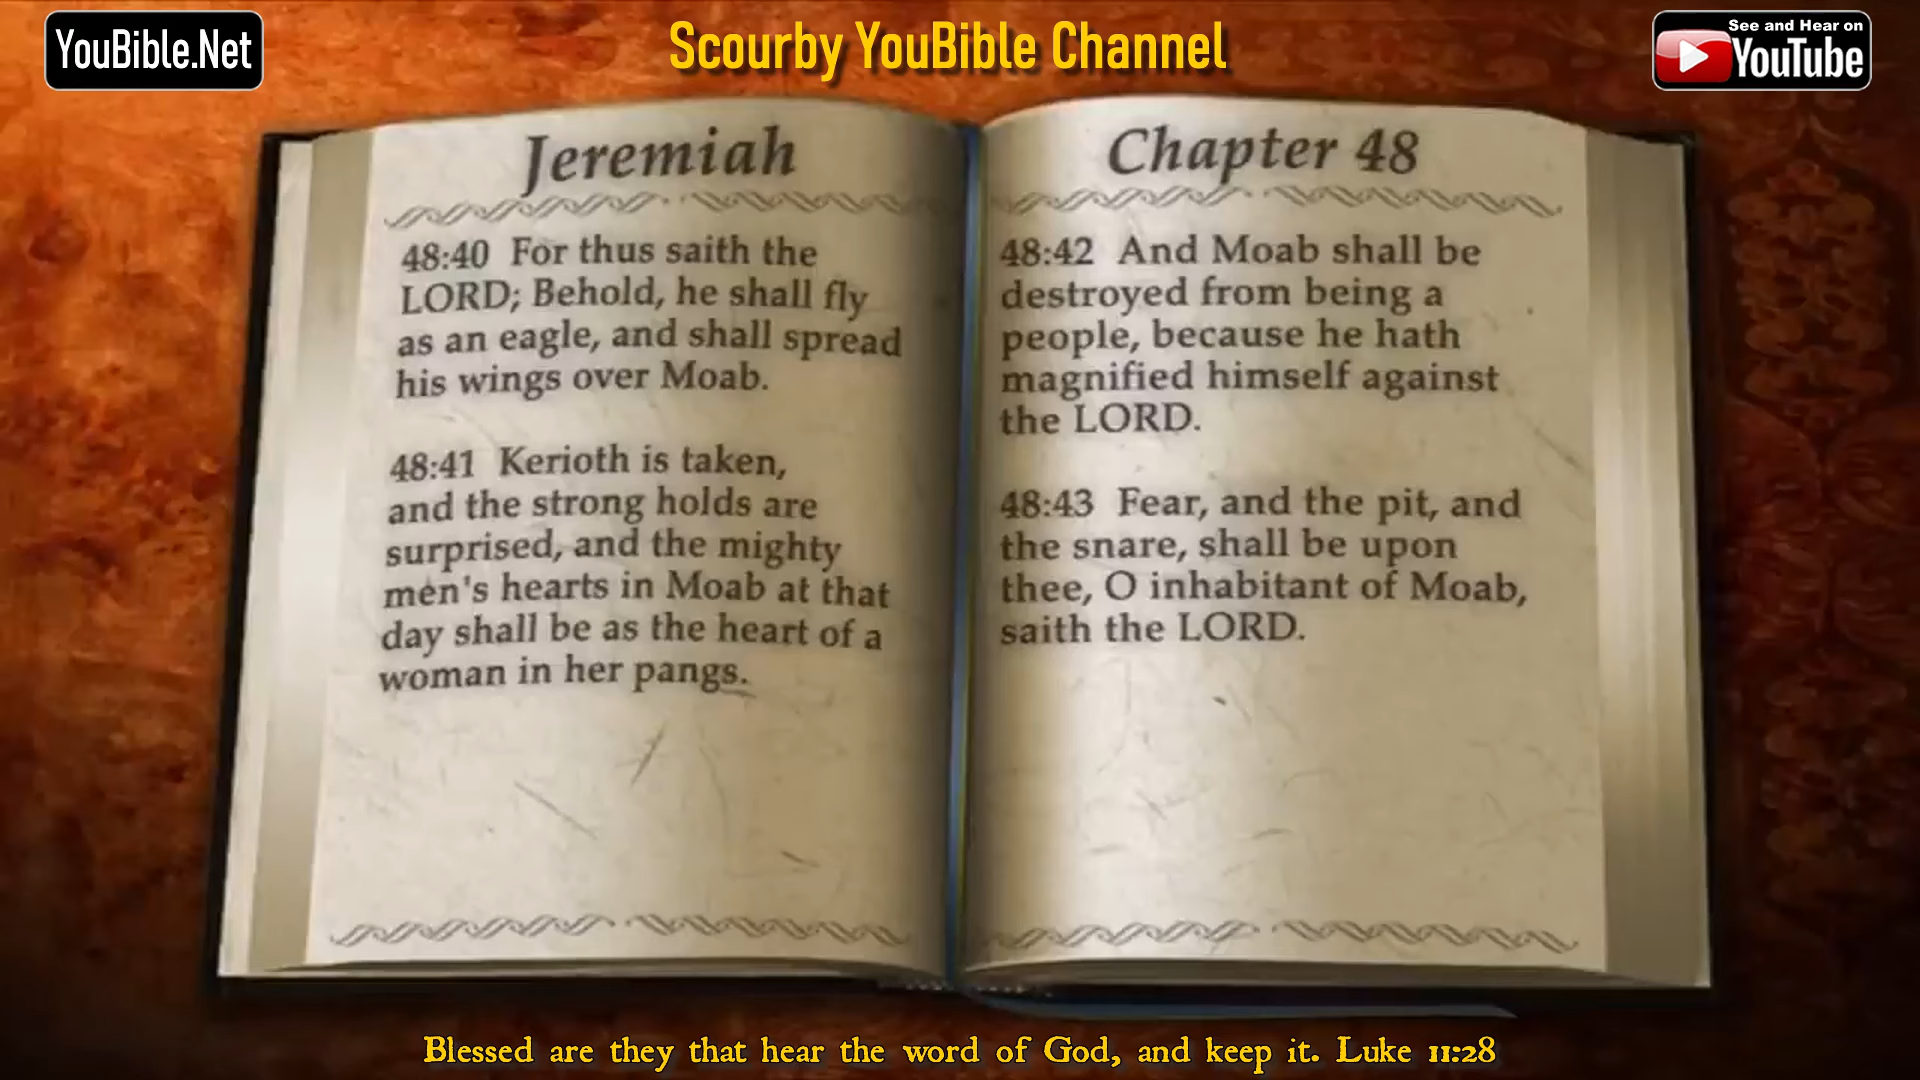 YouBible.Net
Scourby YouBible Channel
See and Hear on
YouTube
Jeremiah
48:40 For thus saith the
LORD; Behold, he shall fly
as an eagle, and shall spread
his wings over Moab.
48:41 Kerioth is taken,
and the strong holds are
surprised, and the mighty
men's hearts in Moab at that
day shall be as the heart of a
woman in her pangs.
Chapter 48
48:42 And Moab shall be
destroyed from being a
people, because he hath
magnified himself against
the LORD.
48:43 Fear, and the pit, and
the snare, shall be upon
thee, O inhabitant of Moab,
saith the LORD.
Blessed are they that hear the word of God, and keep it. Luke 11:28